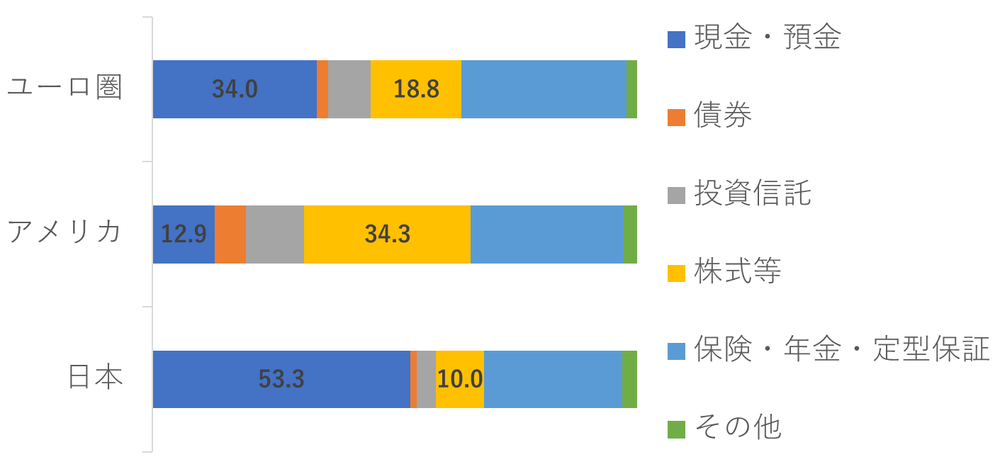 ユーロ圏
34.0
18.8
アメリカ
12.9
34.3
日本
53.3
10.0
現金・預金
債券
投資信託
株式等
保険・年金・定型保証
その他